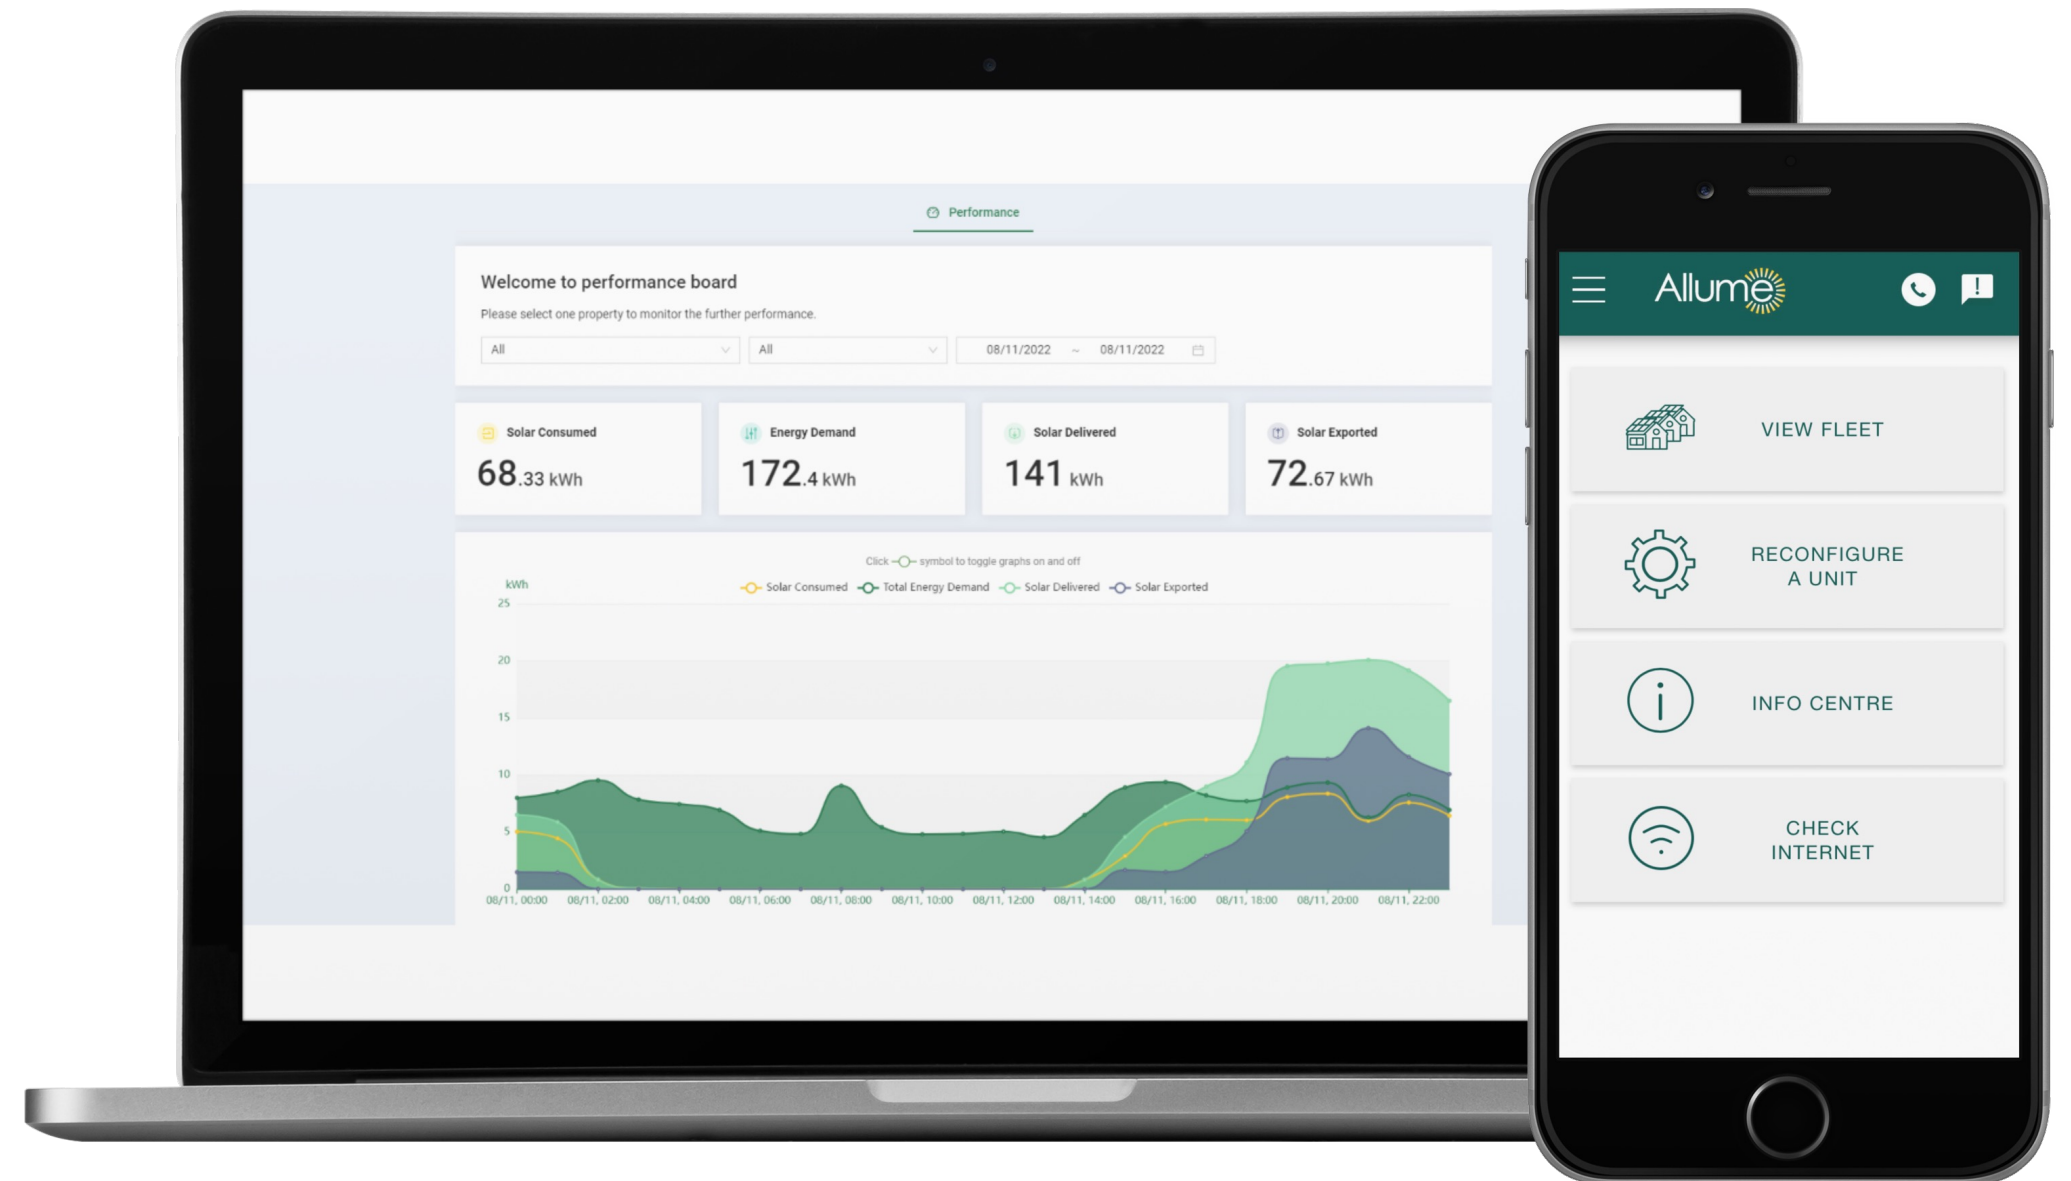 Performance
Welcome to performance board
Please select one property to monitor the further performance.
All
All
08/11/2022 ~ 08/11/2022
Solar Consumed
68.33 kWh
Energy Demand
172.4 kWh
Solar Delivered
141 kWh
Solar Exported
72.67 kWh
Click symbol to toggle graphs on and off
Solar Consumed Total Energy Demand Solar Delivered Solar Exported
kWh
25
20
15
10
5
0
08/11, 00:00 08/11, 02:00 08/11, 04:00 08/11, 06:00 08/11, 08:00 08/11, 10:00 08/11, 12:00 08/11, 14:00 08/11, 16:00 08/11, 18:00 08/11, 20:00 08/11, 22:00
Allume
VIEW FLEET
RECONFIGURE
A UNIT
INFO CENTRE
CHECK
INTERNET